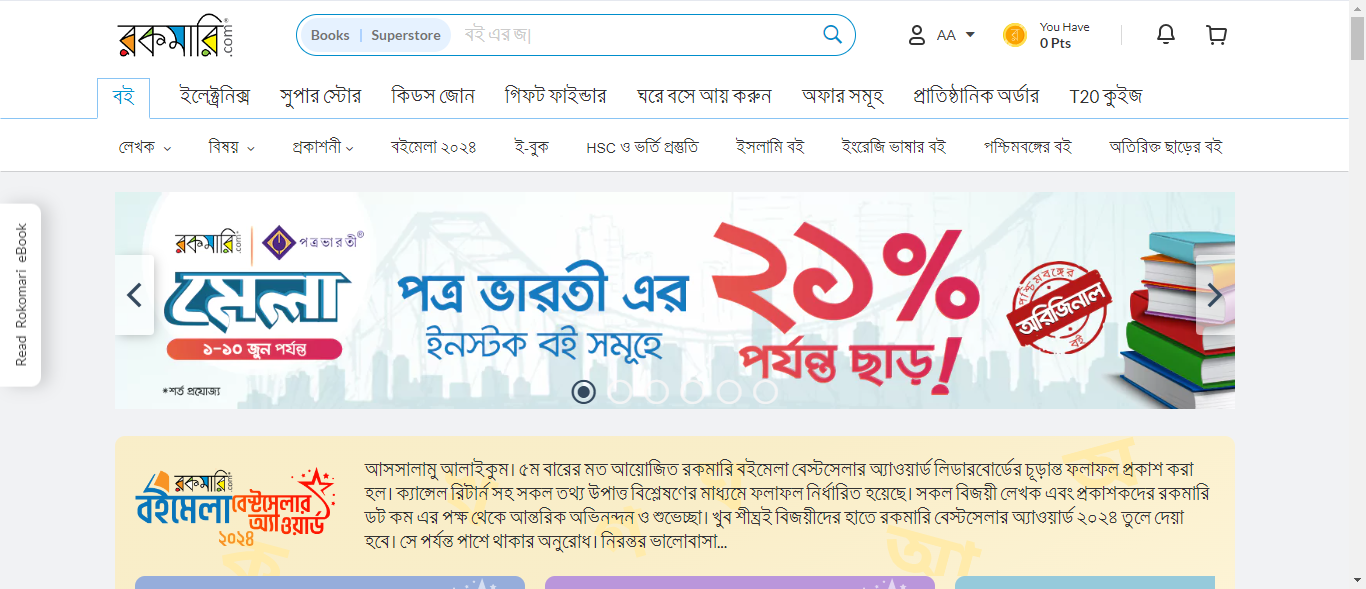 রকমারি.com
Books | Superstore বই এর জ|
AA
You Have
0 Pts
বই ইলেক্ট্রনিক্স সুপার স্টোর কিডস জোন গিফট ফাইন্ডার ঘরে বসে আয় করুন অফার সমূহ প্রাতিষ্ঠানিক অর্ডার T20 কুইজ
লেখক বিষয় প্রকাশনী বইমেলা ২০২৪ ই-বুক HSC ও ভর্তি প্রস্তুতি ইসলামি বই ইংরেজি ভাষার বই পশ্চিমবঙ্গের বই অতিরিক্ত ছাড়ের বই
Read Rokomari eBook
রকমারি.com পত্রভারতী®
মেলা
১-১০ জুন পর্যন্ত
*শর্ত প্রযোজ্য
পত্র ভারতী এর
ইনস্টক বই সমূহে
২১%
পর্যন্ত ছাড়!
পশ্চিমবঙ্গের
অরিজিনাল
বই
রকমারি.com
বইমেলা বেস্টসেলার
অ্যাওয়ার্ড
২০২৪
আসসালামু আলাইকুম। ৫ম বারের মত আয়োজিত রকমারি বইমেলা বেস্টসেলার অ্যাওয়ার্ড লিডারবোর্ডের চূড়ান্ত ফলাফল প্রকাশ করা
হল। ক্যান্সেল রিটার্ন সহ সকল তথ্য উপাত্ত বিশ্লেষণের মাধ্যমে ফলাফল নির্ধারিত হয়েছে। সকল বিজয়ী লেখক এবং প্রকাশকদের রকমারি
ডট কম এর পক্ষ থেকে আন্তরিক অভিনন্দন ও শুভেচ্ছা। খুব শীঘ্রই বিজয়ীদের হাতে রকমারি বেস্টসেলার অ্যাওয়ার্ড ২০২৪ তুলে দেয়া
হবে। সে পর্যন্ত পাশে থাকার অনুরোধ। নিরন্তর ভালোবাসা...